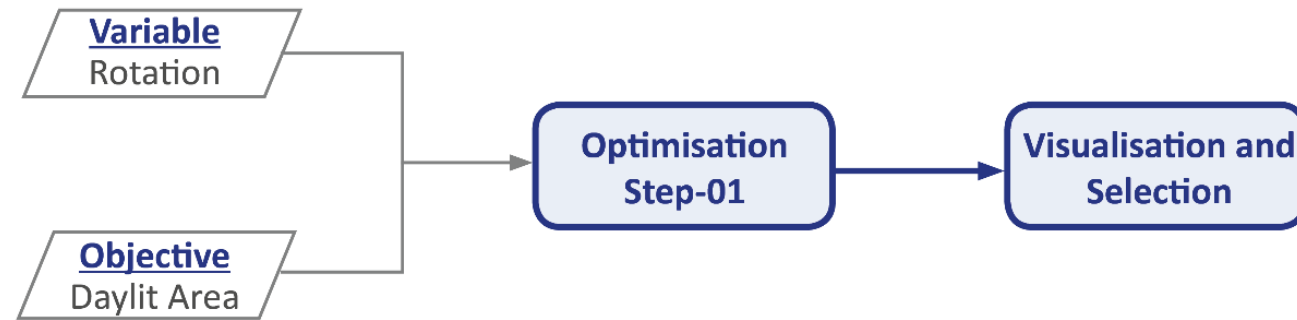 Variable
Rotation
Optimisation
Step-01
Visualisation and
Selection
Objective
Daylit Area